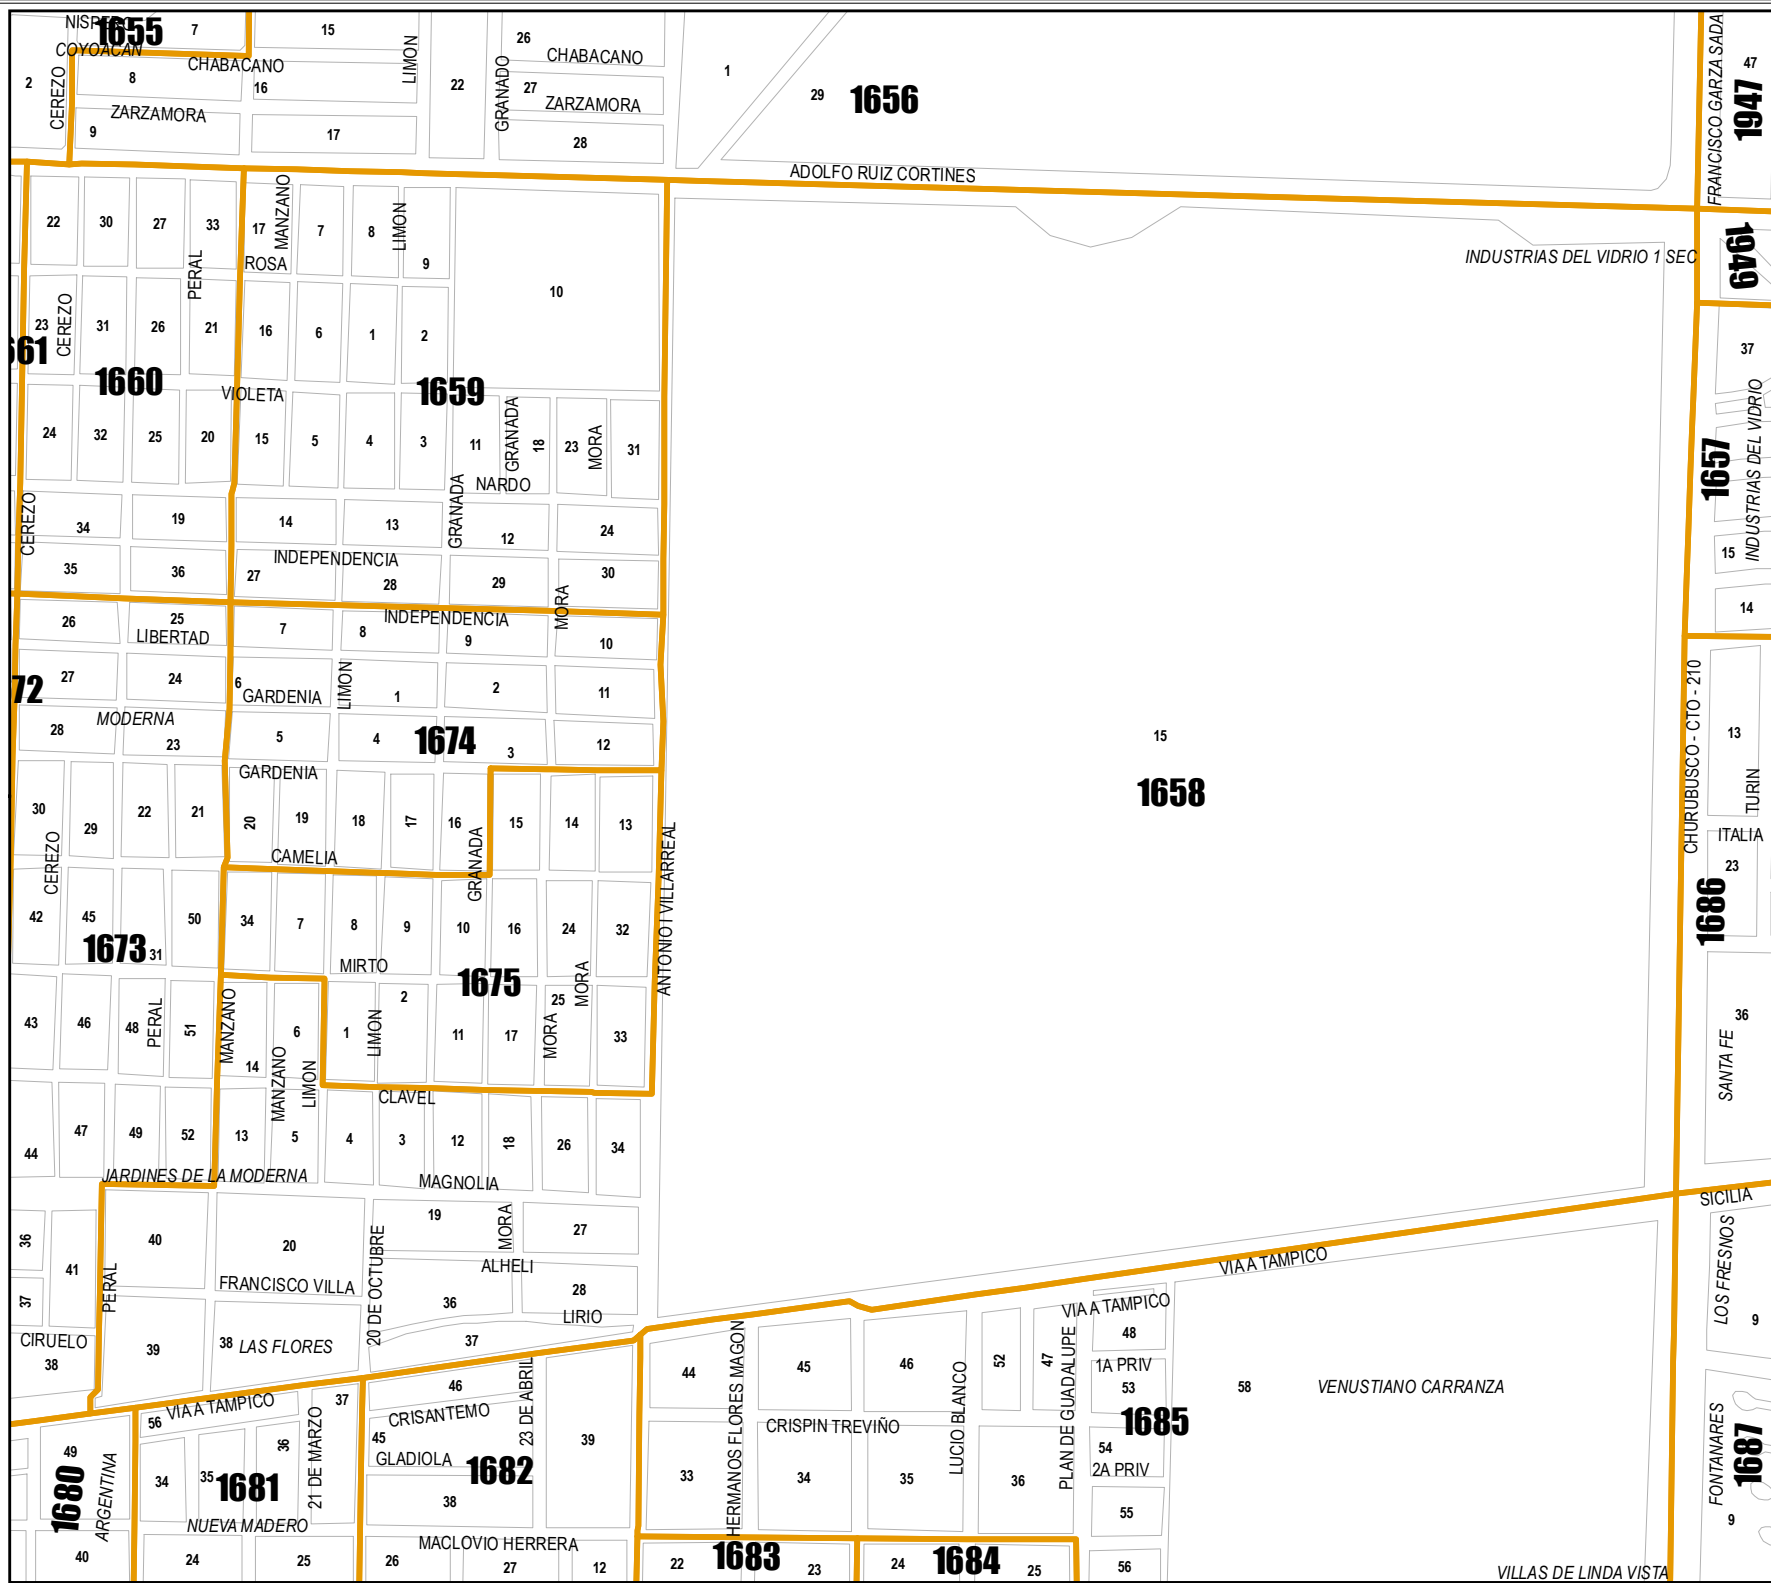 NISPERO
1655
7
15
26
COYOACAN
CHABACANO
LIMON
CHABACANO
47
2
CEREZO
8
16
22
GRANADO
27
1
29
1656
FRANCISCO GARZA SADA
1947
ZARZAMORA
ZARZAMORA
9
17
28
ADOLFO RUIZ CORTINES
22
30
27
33
17
MANZANO
7
8
LIMON
9
PERAL
ROSA
10
INDUSTRIAS DEL VIDRIO 1 SEC
1949
23
CEREZO
31
26
21
16
6
1
2
37
661
1660
VIOLETA
1659
24
32
25
20
15
5
4
3
11
GRANADA
18
23
MORA
31
INDUSTRIAS DEL VIDRIO
1657
NARDO
CEREZO
34
19
14
13
GRANADA
12
24
15
INDEPENDENCIA
35
36
27
28
29
30
14
MORA
26
25
7
8
INDEPENDENCIA
9
10
LIBERTAD
27
24
6
GARDENIA
LIMON
1
2
11
72
MODERNA
28
23
5
4
1674
3
12
15
1658
CHURUBUSCO - CTO - 210
13
TURIN
GARDENIA
30
29
22
21
20
19
18
17
16
15
14
13
ITALIA
CEREZO
CAMELIA
GRANADA
ANTONIO I VILLARREAL
23
42
45
50
34
7
8
9
10
16
24
32
1686
1673
31
MIRTO
1675
43
46
48
PERAL
51
MANZANO
14
MANZANO
6
LIMON
1
LIMON
2
11
17
MORA
25
MORA
33
36
SANTA FE
CLAVEL
44
47
49
52
13
5
4
3
12
18
26
34
JARDINES DE LA MODERNA
MAGNOLIA
SICILIA
36
41
40
20
20 DE OCTUBRE
19
MORA
27
ALHELI
VIA A TAMPICO
LOS FRESNOS
37
PERAL
FRANCISCO VILLA
36
28
LIRIO
VIA A TAMPICO
9
CIRUELO
38
39
38
LAS FLORES
37
44
HERMANOS FLORES MAGON
45
46
LUCIO BLANCO
52
47
PLAN DE GUADALUPE
48
1A PRIV
53
58
VENUSTIANO CARRANZA
VIA A TAMPICO
56
37
46
CRISANTEMO
23 DE ABRIL
39
CRISPIN TREVIÑO
1685
49
1680
ARGENTINA
34
35
1681
36
21 DE MARZO
45
GLADIOLA
1682
38
33
34
35
36
54
2A PRIV
55
FONTANARES
1687
9
NUEVA MADERO
MACLOVIO HERRERA
40
24
25
26
27
12
22
1683
23
24
1684
25
56
VILLAS DE LINDA VISTA